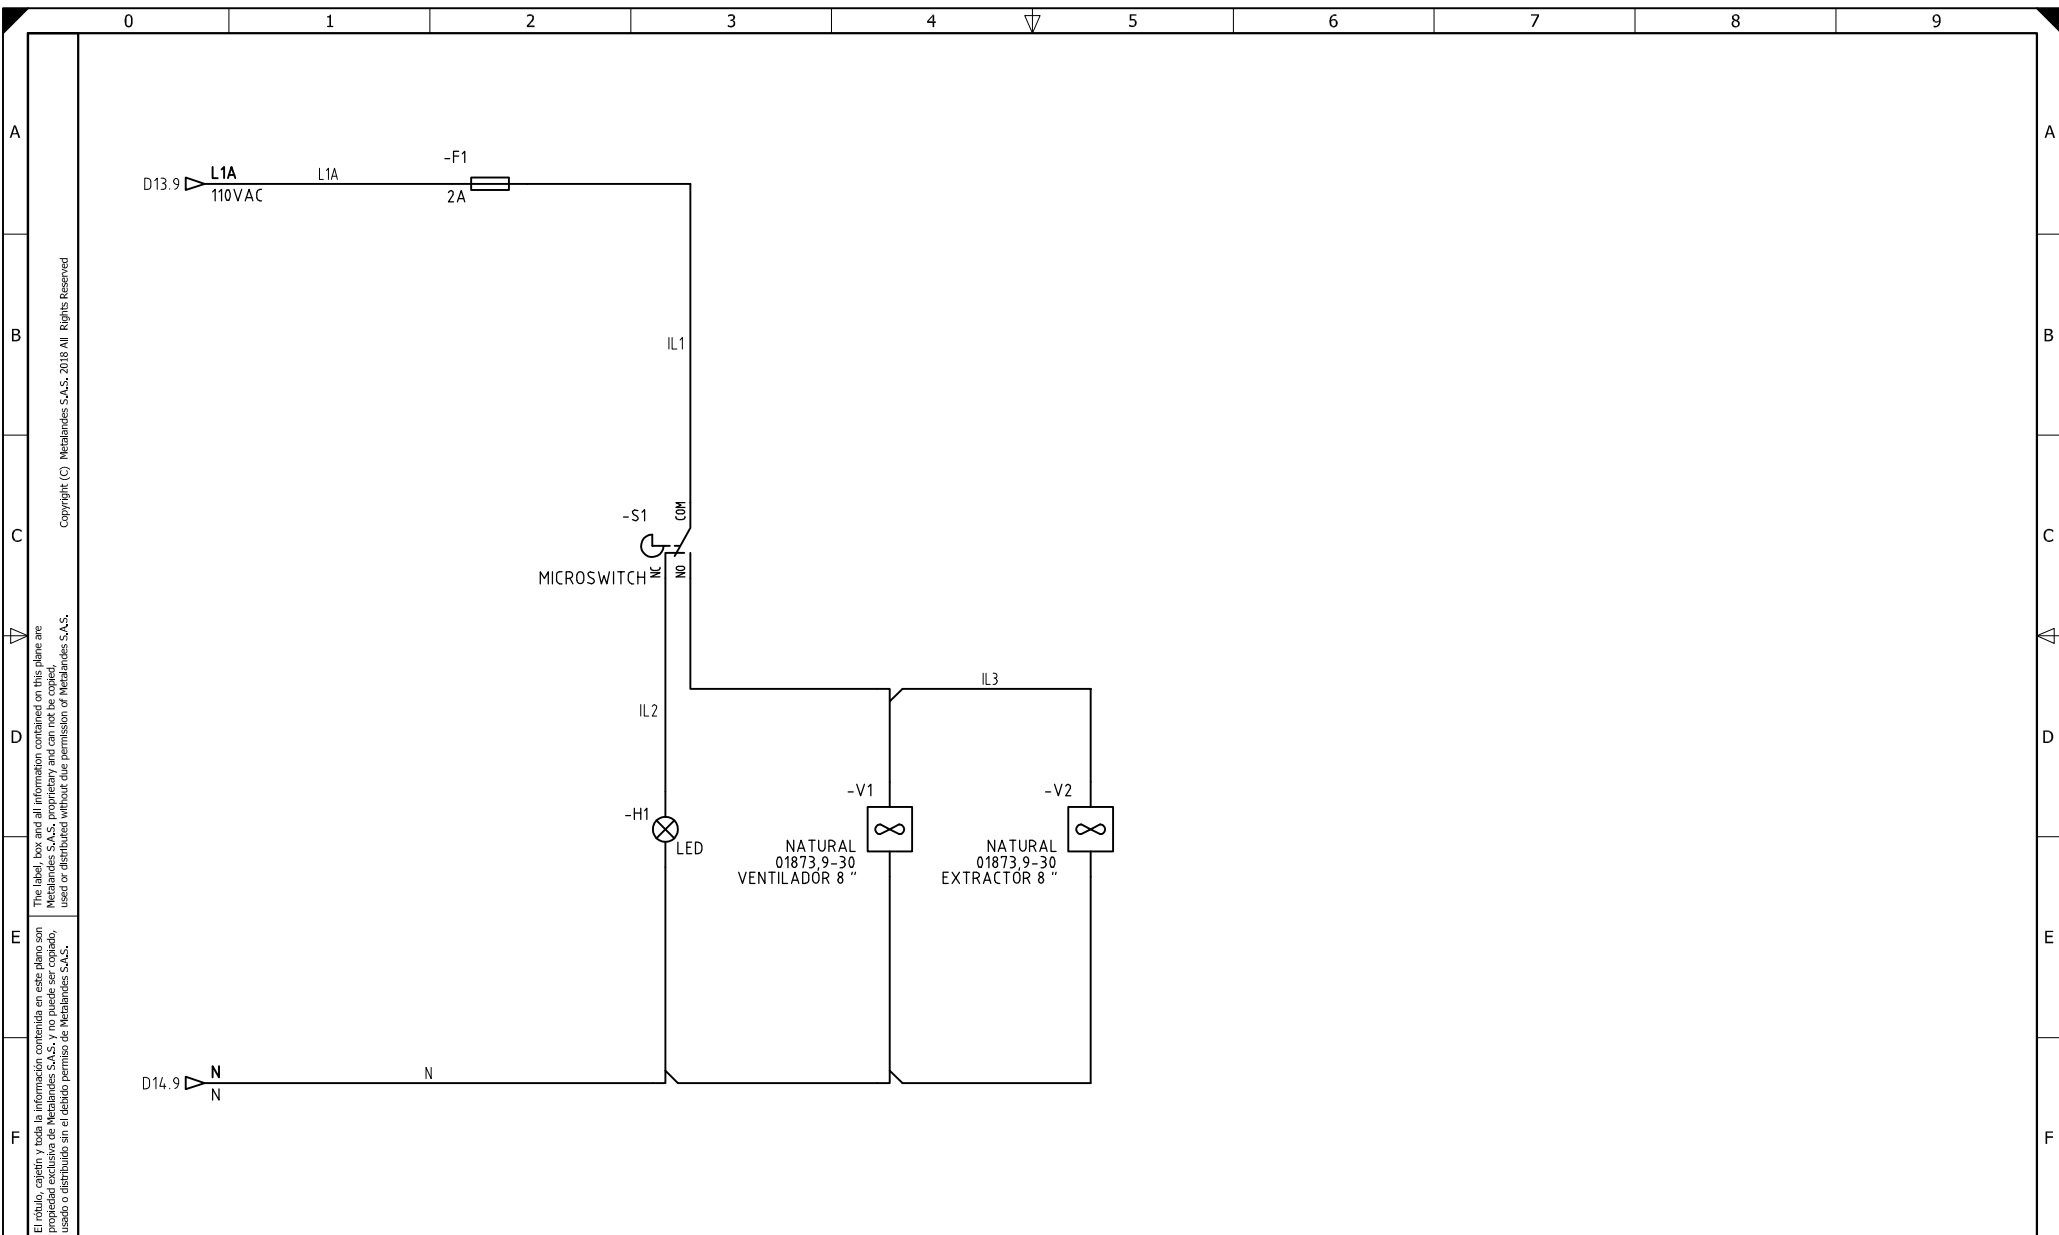 0 1 2 3 4 5 6 7 8 9
A A
-F1
D13.9 L1A L1A
110VAC 2A
B B
IL1
Copyright (C) Metalandes S.A.S. 2018 All Rights Reserved
COM
-S1
C C
MICROSWITCH NC NO
The label, box and all information contained on this plane are
Metalandes S.A.S. proprietary and can not be copied,
used or distributed without due permission of Metalandes S.A.S.
IL3
IL2
D D
-V1 -V2
-H1
LED
NATURAL
01873,9-30
VENTILADOR 8 "
NATURAL
01873,9-30
EXTRACTOR 8 "
E E
El rótulo, cajetín y toda la información contenida en este plano son
propiedad exclusiva de Metalandes S.A.S. y no puede ser copiado,
usado o distribuido sin el debido permiso de Metalandes S.A.S.
D14.9 N N
N
F F